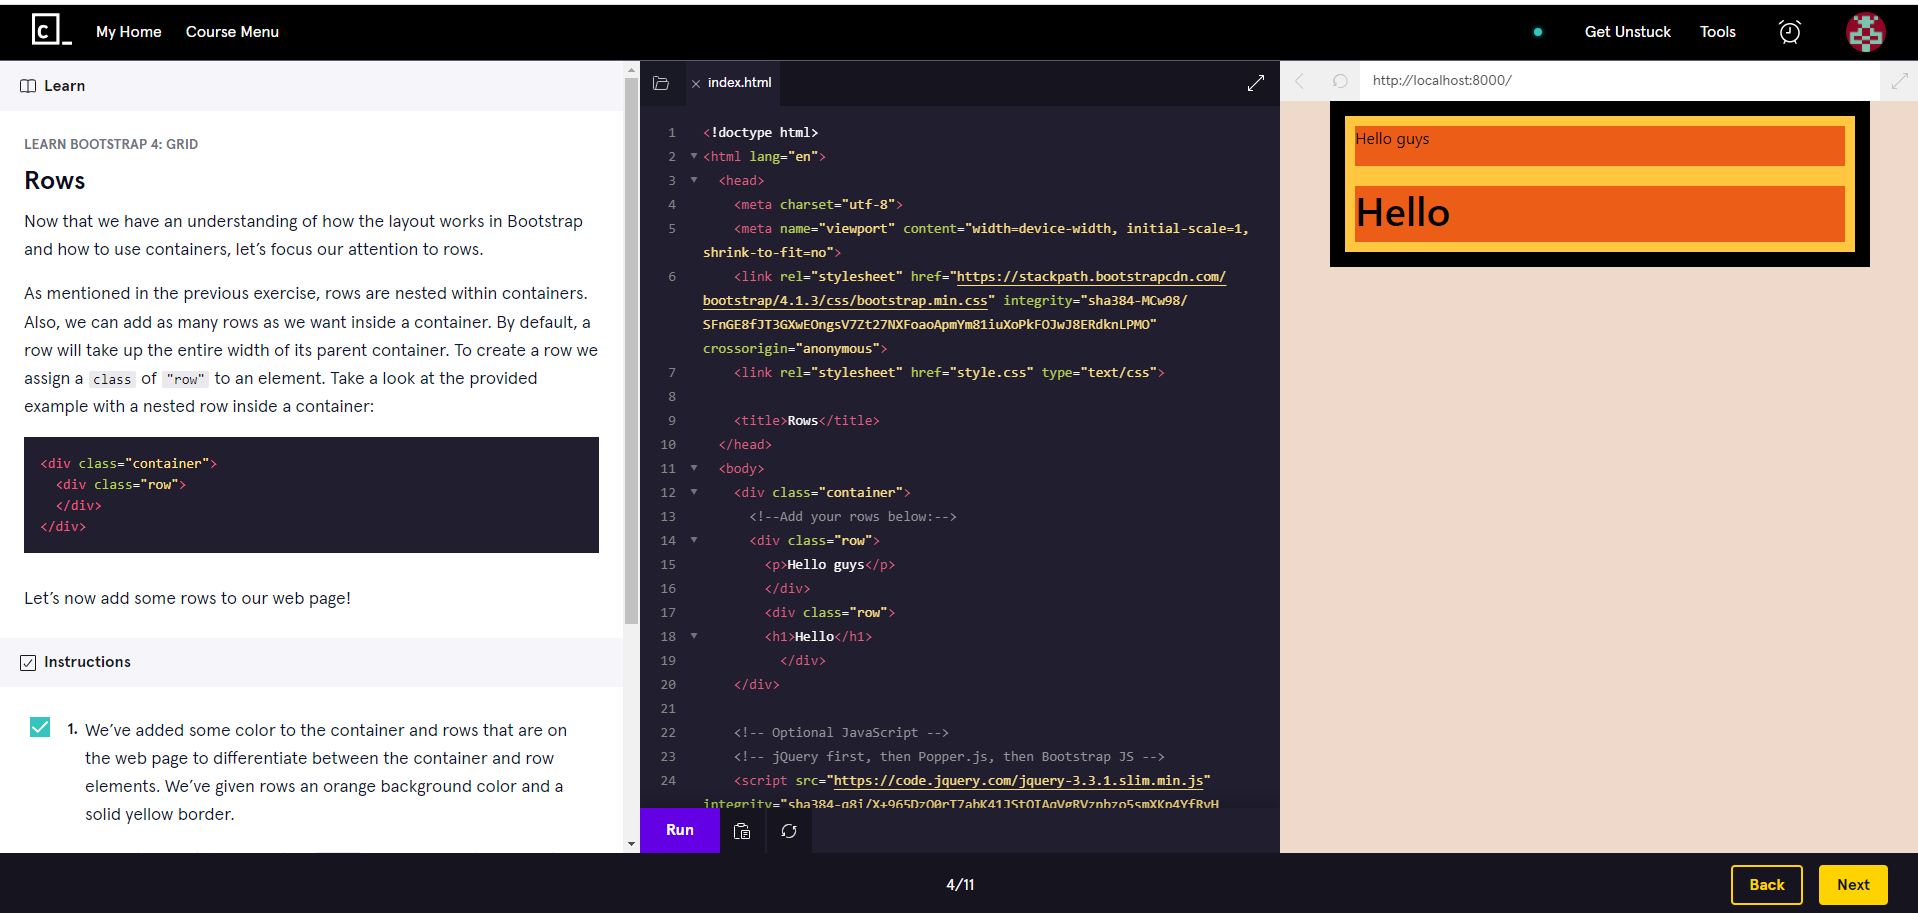 C_ My Home Course Menu Get Unstuck Tools
Learn
LEARN BOOTSTRAP 4: GRID
Rows
Now that we have an understanding of how the layout works in Bootstrap
and how to use containers, let’s focus our attention to rows.
As mentioned in the previous exercise, rows are nested within containers.
Also, we can add as many rows as we want inside a container. By default, a
row will take up the entire width of its parent container. To create a row we
assign a class of "row" to an element. Take a look at the provided
example with a nested row inside a container:
<div class="container">
<div class="row">
</div>
</div>
Let’s now add some rows to our web page!
Instructions
1. We’ve added some color to the container and rows that are on
the web page to differentiate between the container and row
elements. We’ve given rows an orange background color and a
solid yellow border.
index.html
1 <!doctype html>
2 <html lang="en">
3 <head>
4 <meta charset="utf-8">
5 <meta name="viewport" content="width=device-width, initial-scale=1,
shrink-to-fit=no">
6 <link rel="stylesheet" href="https://stackpath.bootstrapcdn.com/
bootstrap/4.1.3/css/bootstrap.min.css" integrity="sha384-MCw98/
SFnGE8fJT3GXwEOngsV7Zt27NXFoaoApmYm81iuXoPkFOJwJ8ERdknLPMO"
crossorigin="anonymous">
7 <link rel="stylesheet" href="style.css" type="text/css">
8
9 <title>Rows</title>
10 </head>
11 <body>
12 <div class="container">
13 <!--Add your rows below:-->
14 <div class="row">
15 <p>Hello guys</p>
16 </div>
17 <div class="row">
18 <h1>Hello</h1>
19 </div>
20 </div>
21
22 <!-- Optional JavaScript -->
23 <!-- jQuery first, then Popper.js, then Bootstrap JS -->
24 <script src="https://code.jquery.com/jquery-3.3.1.slim.min.js"
integrity="sha384-q8i/X+965DzO0rT7abK41JStQIAqVgRVzpbzo5smXKp4YfRvH
Run
http://localhost:8000/
Hello guys
Hello
4/11
Back Next